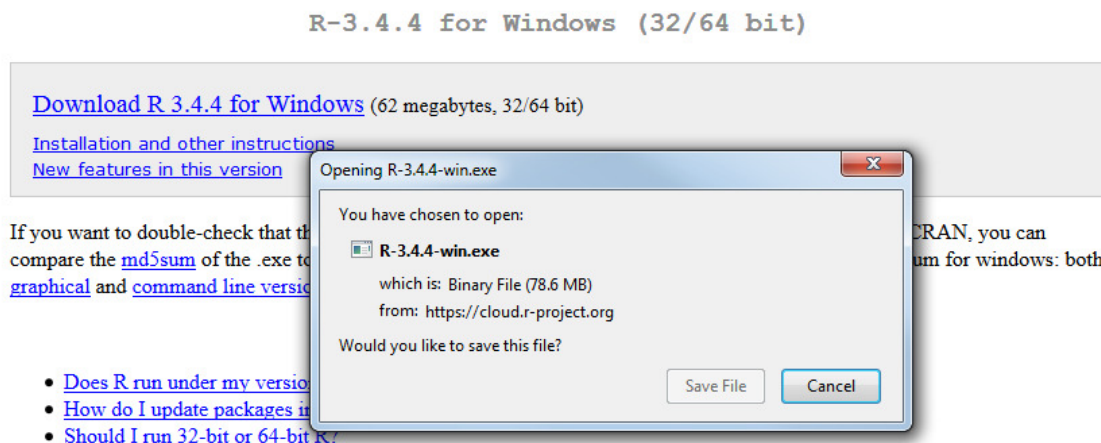 R-3.4.4 for Windows (32/64 bit)
Download R 3.4.4 for Windows (62 megabytes, 32/64 bit)
Installation and other instructions
New features in this version
If you want to double-check that th CRAN, you can
compare the md5sum of the .exe to um for windows: both
graphical and command line versio
Does R run under my versio
How do I update packages in
Should I run 32-bit or 64-bit R?
Opening R-3.4.4-win.exe
You have chosen to open:
R-3.4.4-win.exe
which is: Binary File (78.6 MB)
from: https://cloud.r-project.org
Would you like to save this file?
Save File Cancel